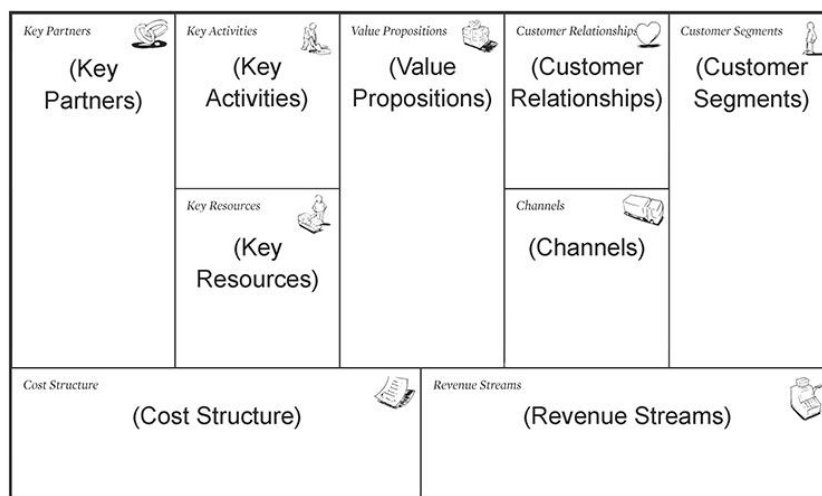 Key Partners
(Key
Partners)
Key Activities
(Key
Activities)
Key Resources
(Key
Resources)
Value Propositions
(Value
Propositions)
Customer Relationships
(Customer
Relationships)
Channels
(Channels)
Customer Segments
(Customer
Segments)
Cost Structure
(Cost Structure)
Revenue Streams
(Revenue Streams)